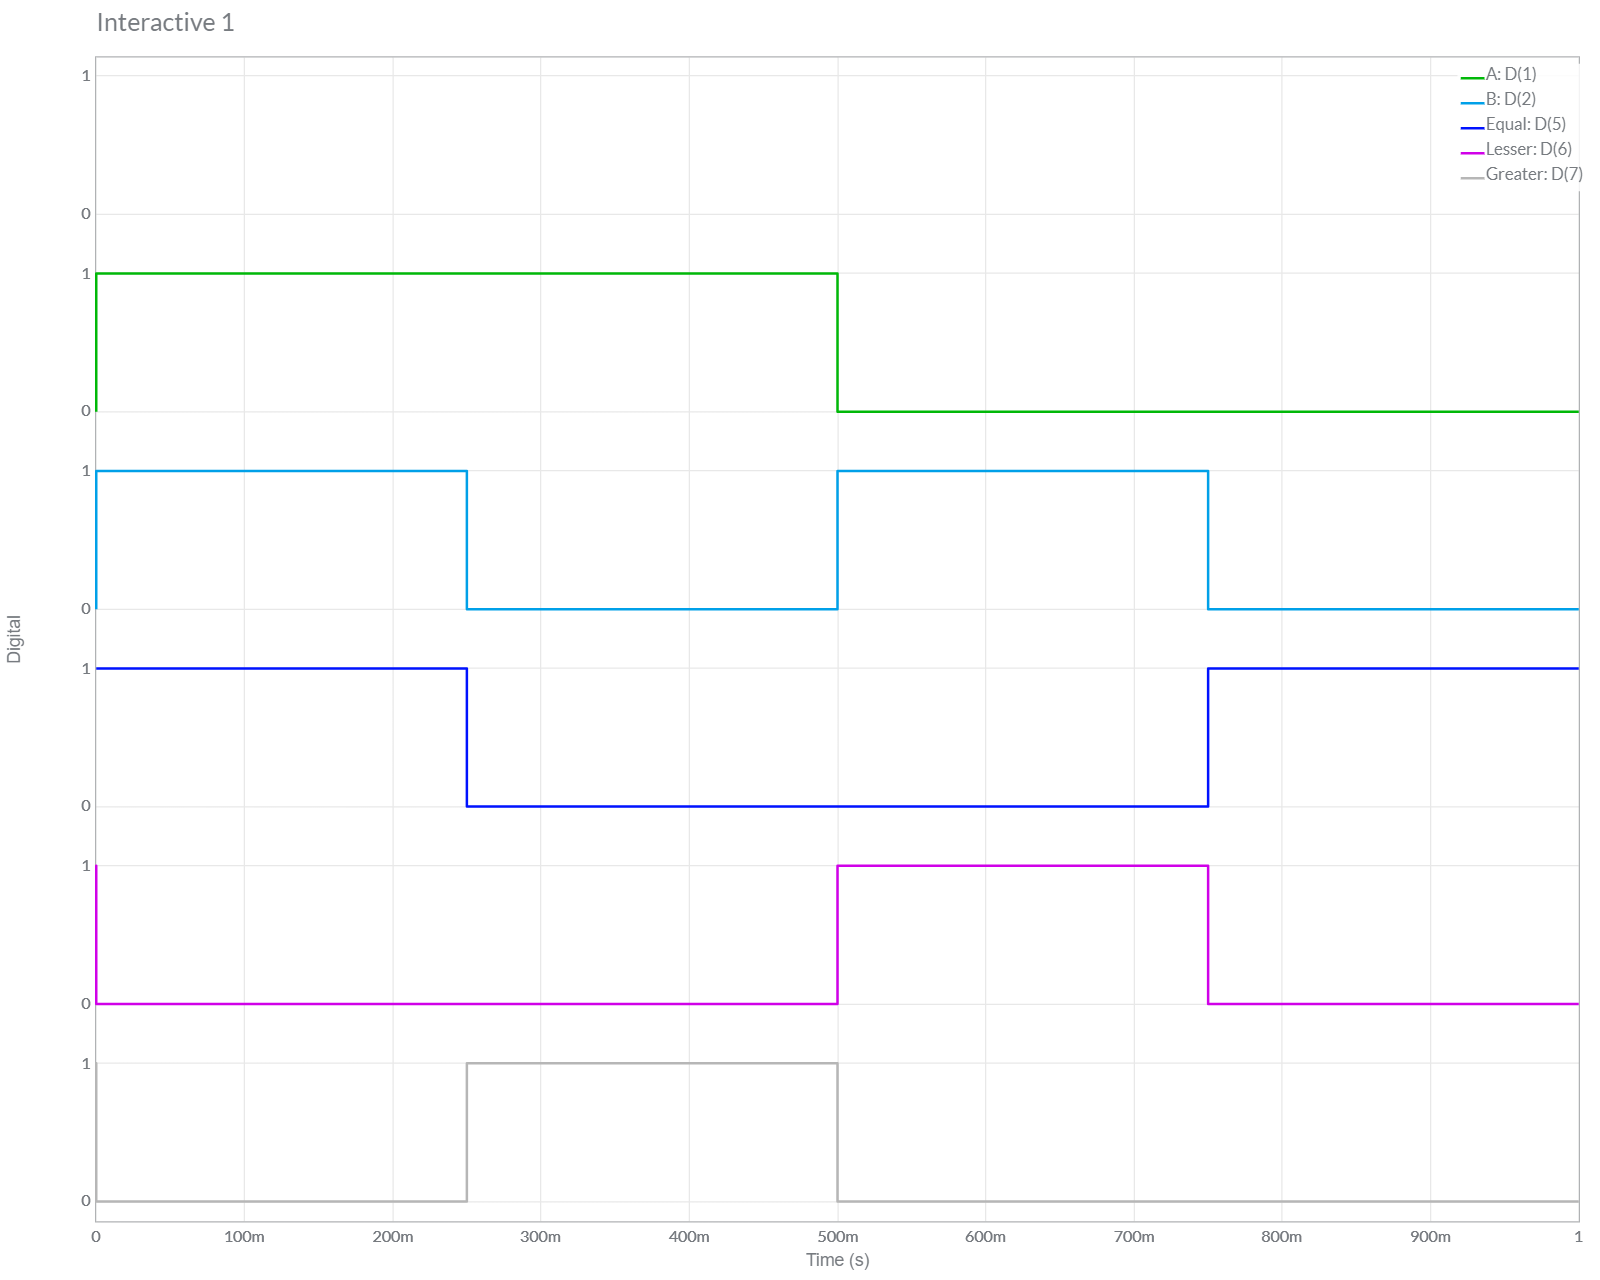 Interactive 1
A: D(1)
B: D(2)
Equal: D(5)
Lesser: D(6)
Greater: D(7)
Digital
1
0
1
0
1
0
1
0
1
0
1
0
0 100m 200m 300m 400m 500m 600m 700m 800m 900m 1
Time (s)